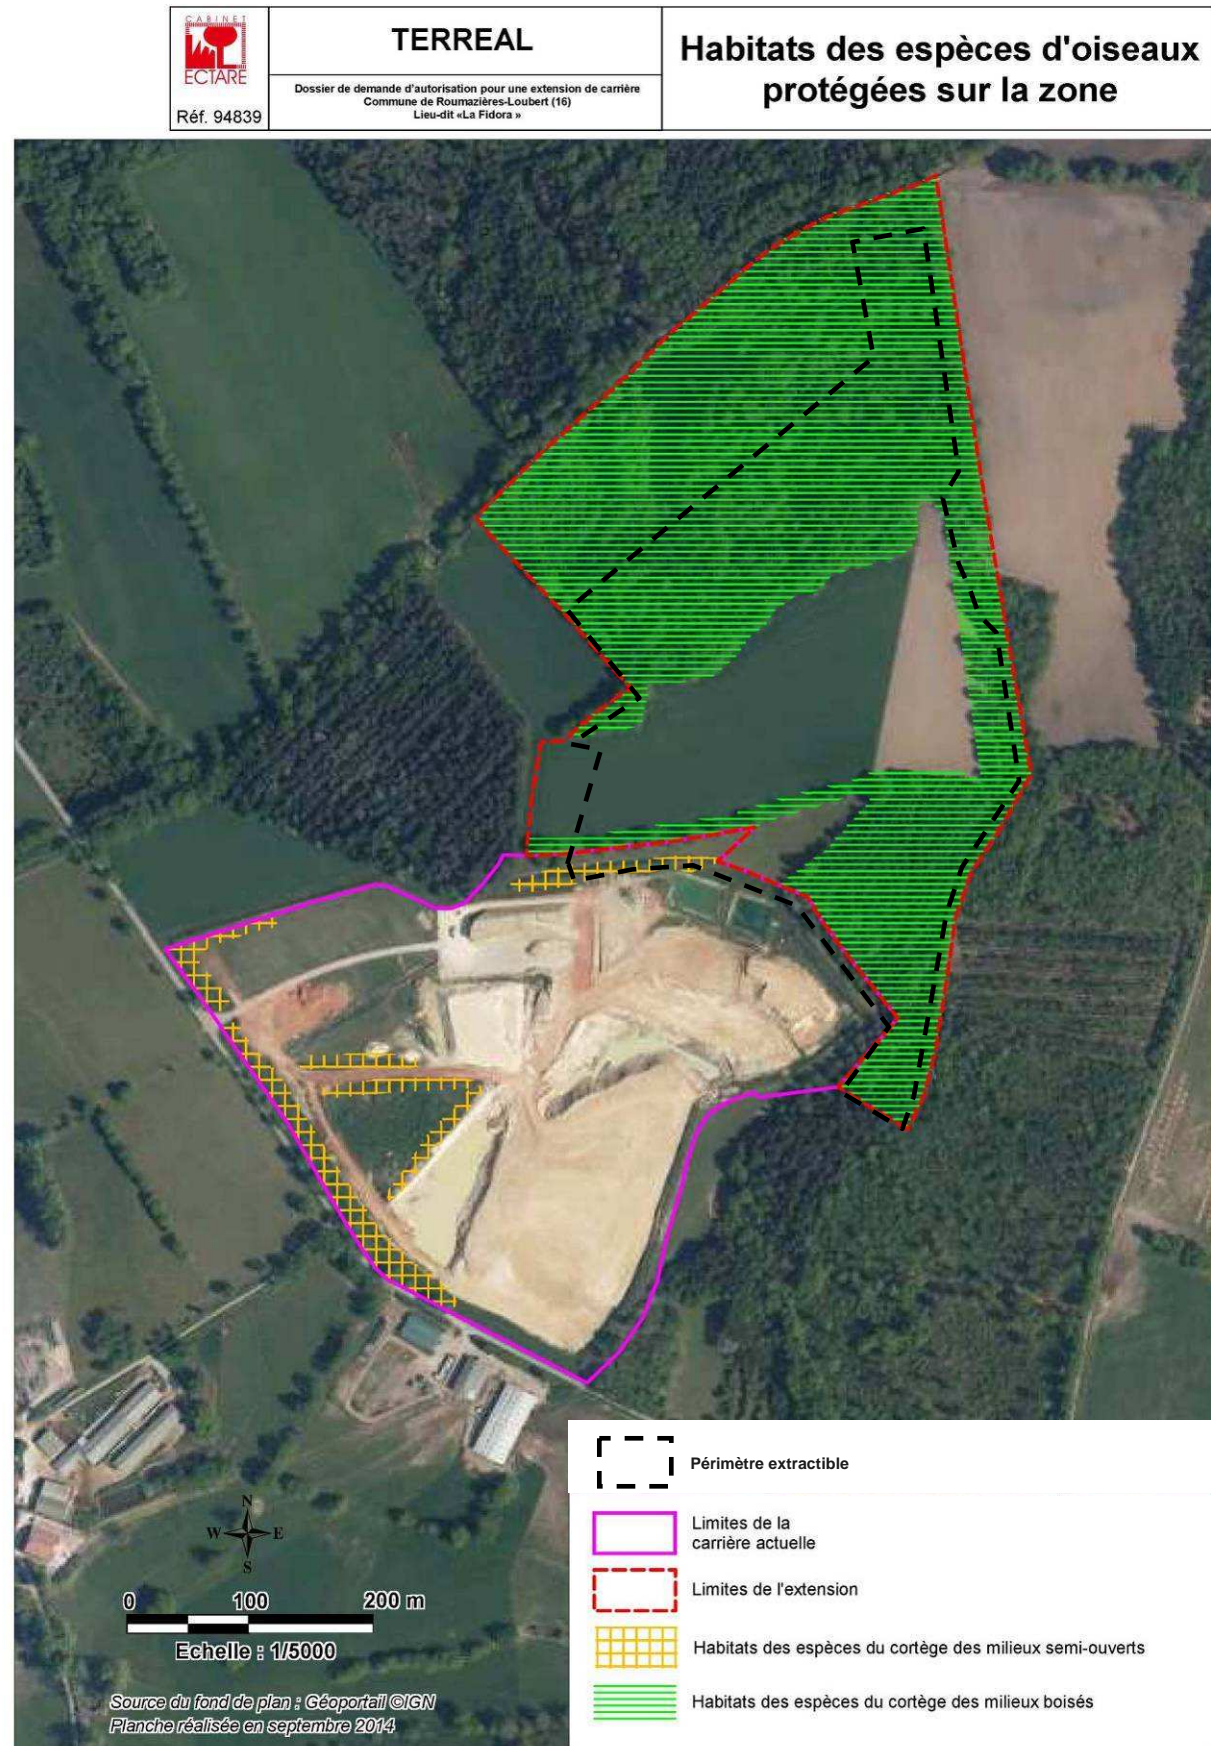 CABINET
ECTARE
Réf. 94839
TERREAL
Dossier de demande d'autorisation pour une extension de carrière
Commune de Roumazières-Loubert (16)
Lieu-dit «La Fidora »
Habitats des espèces d'oiseaux
protégées sur la zone
N
W E
S
0 100 200 m
Echelle : 1/5000
Source du fond de plan : Géoportail ©IGN
Planche réalisée en septembre 2014
Périmètre extractible
Limites de la
carrière actuelle
Limites de l'extension
Habitats des espèces du cortège des milieux semi-ouverts
Habitats des espèces du cortège des milieux boisés